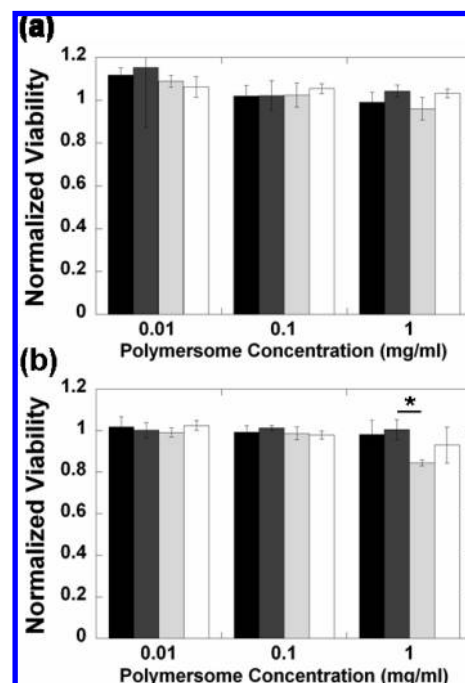 (a)
1.2
1
0.8
0.6
0.4
0.2
0
Normalized Viability
0.01 0.1 1
Polymersome Concentration (mg/ml)
(b)
1.2
1
0.8
0.6
0.4
0.2
0
Normalized Viability
*
0.01 0.1 1
Polymersome Concentration (mg/ml)